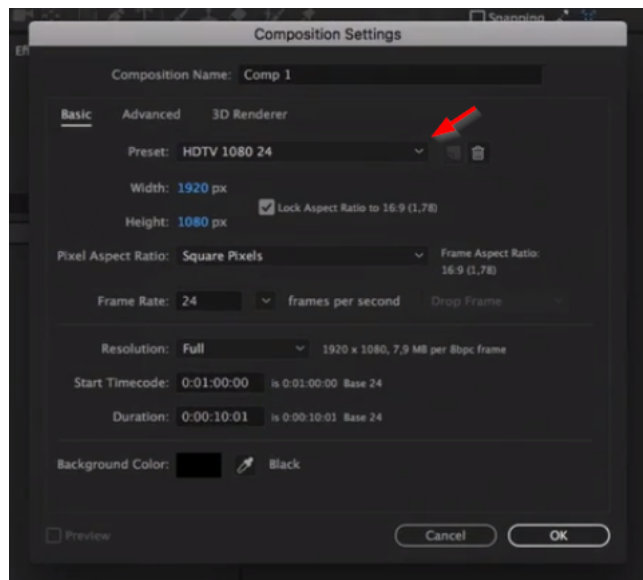 Snapping
Composition Settings
Composition Name: Comp 1
Basic Advanced 3D Renderer
Preset: HDTV 1080 24
Width: 1920 px
Lock Aspect Ratio to 16:9 (1,78)
Height: 1080 px
Pixel Aspect Ratio: Square Pixels
Frame Aspect Ratio:
16:9 (1,78)
Frame Rate: 24 frames per second Drop Frame
Resolution: Full 1920 x 1080, 7,9 MB per 8bpc frame
Start Timecode: 0:01:00:00 is 0:01:00:00 Base 24
Duration: 0:00:10:01 is 0:00:10:01 Base 24
Background Color: Black
Preview Cancel OK